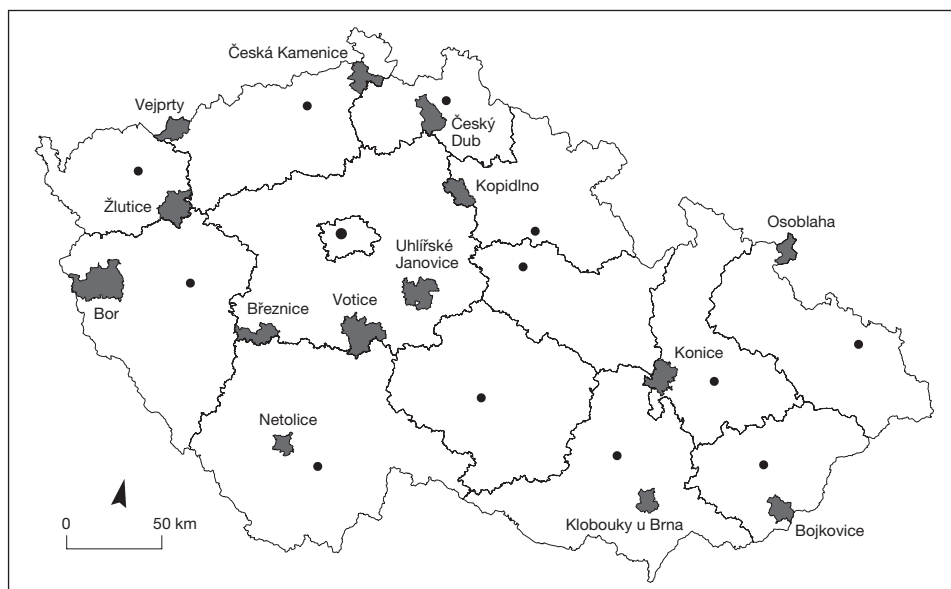 Česká Kamenice
Vejprty
Český
Dub
Kopidlno
Žlutice
Osoblaha
Uhlířské
Janovice
Bor
Březnice
Votice
Konice
Netolice
0
50 km
Klobouky u Brna
Bojkovice